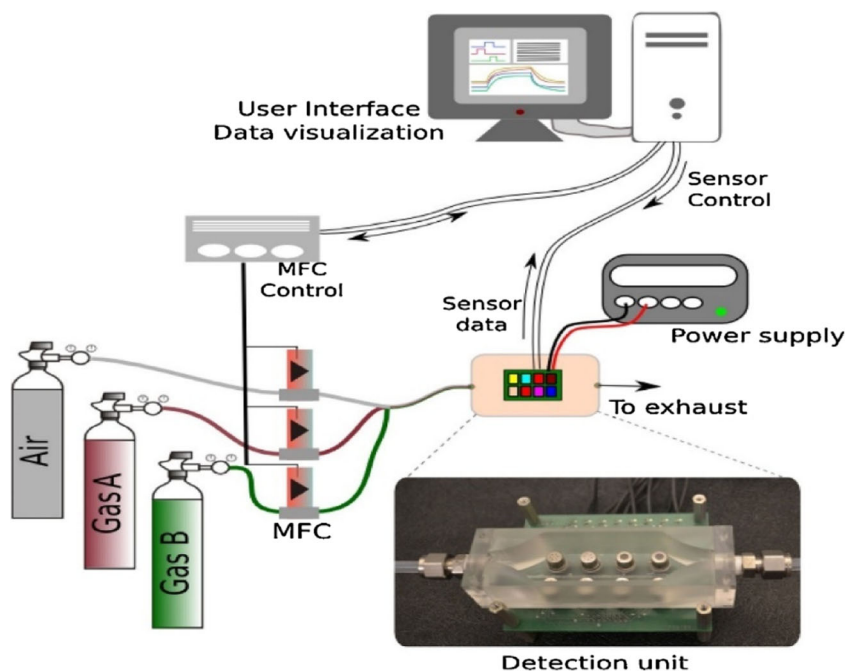 User Interface
Data visualization
Sensor
Control
MFC
Control
Sensor
data
Power supply
To exhaust
Air
Gas A
Gas B
MFC
Detection unit